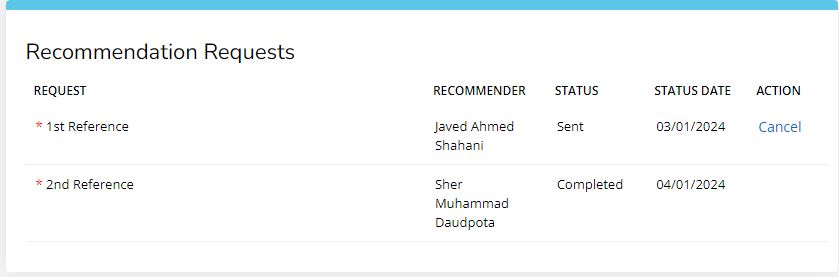 Recommendation Requests
REQUEST RECOMMENDER STATUS STATUS DATE ACTION
* 1st Reference Javed Ahmed Sent 03/01/2024 Cancel
Shahani
* 2nd Reference Sher Completed 04/01/2024
Muhammad
Daudpota